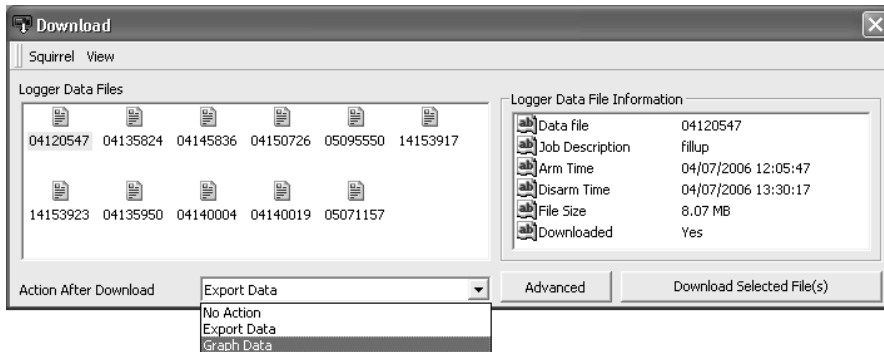 Download
Squirrel View
Logger Data Files
04120547 04135824 04145836 04150726 05095550 14153917
14153923 04135950 04140004 04140019 05071157
Logger Data File Information
Data file 04120547
Job Description fillup
Arm Time 04/07/2006 12:05:47
Disarm Time 04/07/2006 13:30:17
File Size 8.07 MB
Downloaded Yes
Action After Download Export Data
Advanced Download Selected File(s)
No Action
Export Data
Graph Data